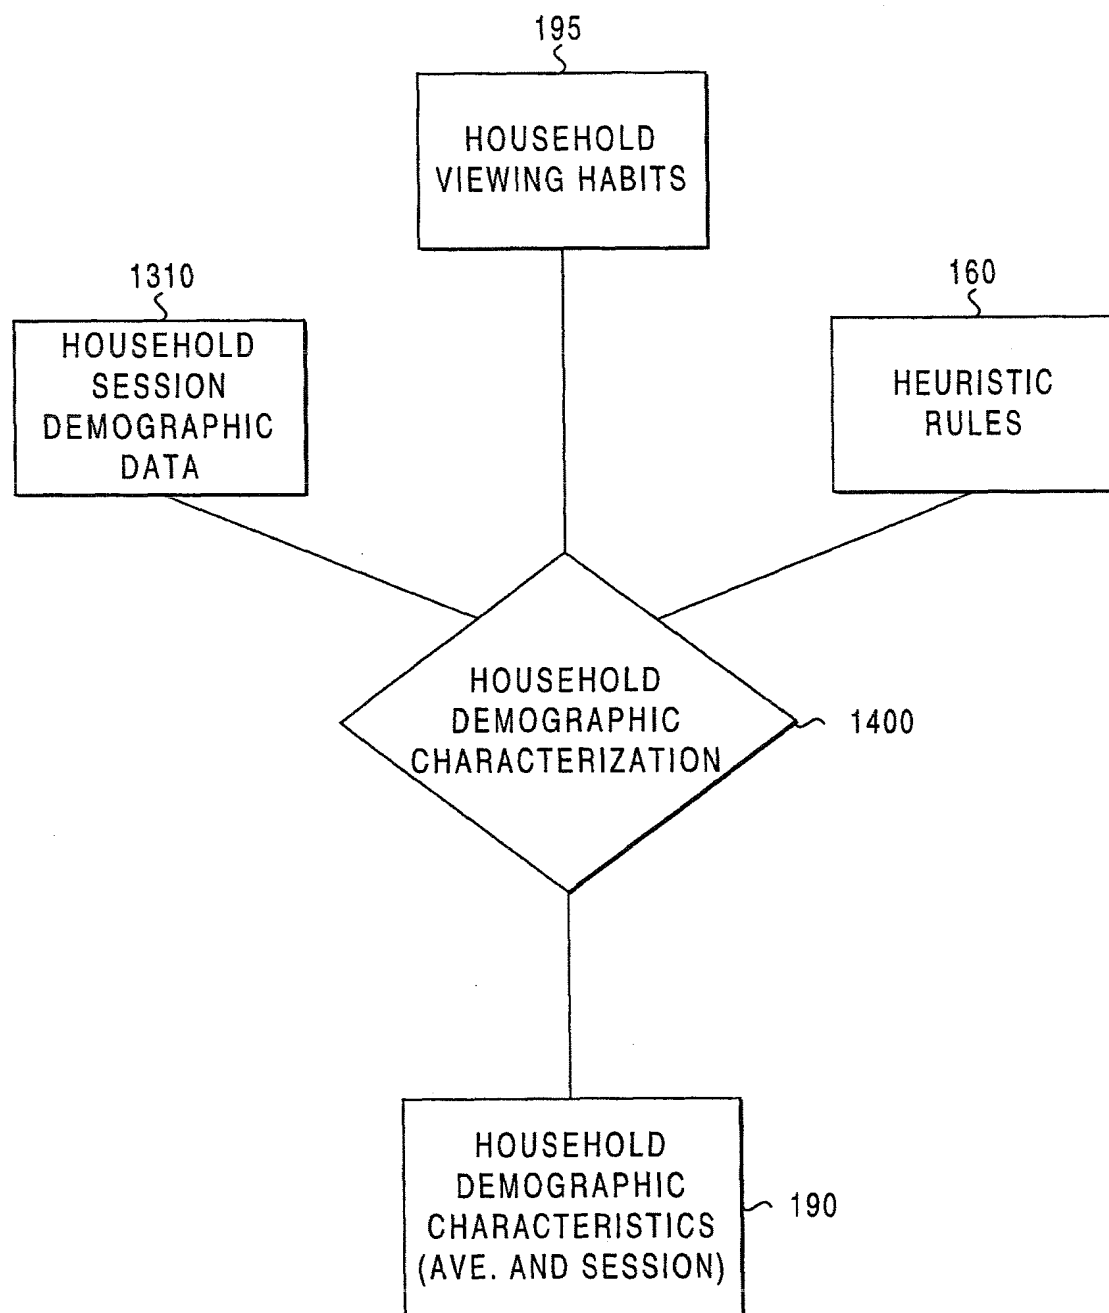 195
HOUSEHOLD
VIEWING HABITS
1310
HOUSEHOLD
SESSION
DEMOGRAPHIC
DATA
160
HEURISTIC
RULES
HOUSEHOLD
DEMOGRAPHIC
CHARACTERIZATION
1400
HOUSEHOLD
DEMOGRAPHIC
CHARACTERISTICS
(AVE. AND SESSION)
190